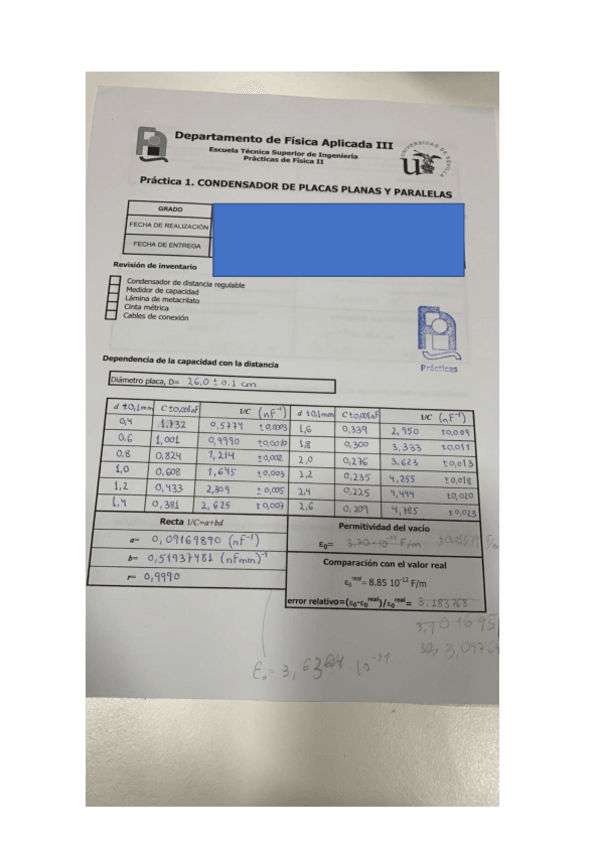 Departamento de Física Aplicada III
Escuela Técnica Superior de Ingeniería
Prácticas de Física II
UNIVERSIDAD DE SEVILLA
Práctica 1. CONDENSADOR DE PLACAS PLANAS Y PARALELAS
GRADO
FECHA DE REALIZACIÓN
FECHA DE ENTREGA
Revisión de inventario
Condensador de distancia regulable
Medidor de capacidad
Lámina de metacrilato
Cinta métrica
Cables de conexión
Prácticas
Dependencia de la capacidad con la distancia
Diámetro placa, D= 26,0 ± 0.1 cm
d ±0,1mm C±0,001nF 1/C (nF⁻¹) d ±0,1mm C±0,001nF 1/C (nF⁻¹)
0,4 1,732 0,5774 ±0,0003 1,6 0,339 2,950 ±0,009
0,6 1,001 0,9990 ±0,0010 1,8 0,300 3,333 ±0,011
0,8 0,824 1,214 ±0,002 2,0 0,276 3,623 ±0,013
1,0 0,608 1,645 ±0,003 2,2 0,235 4,255 ±0,018
1,2 0,433 2,309 ±0,005 2,4 0,225 4,444 ±0,020
1,4 0,381 2,625 ±0,007 2,6 0,209 4,785 ±0,023
Recta 1/C=a+bd Permitividad del vacío
a= 0,09169890 (nF⁻¹) ε₀= F/m
b= 0,51937481 (nFmm)⁻¹ Comparación con el valor real
r= 0,9990 ε₀ʳᵉᵃˡ= 8.85 10⁻¹² F/m
error relativo=(ε₀-ε₀ʳᵉᵃˡ)/ε₀ʳᵉᵃˡ= 3,183768